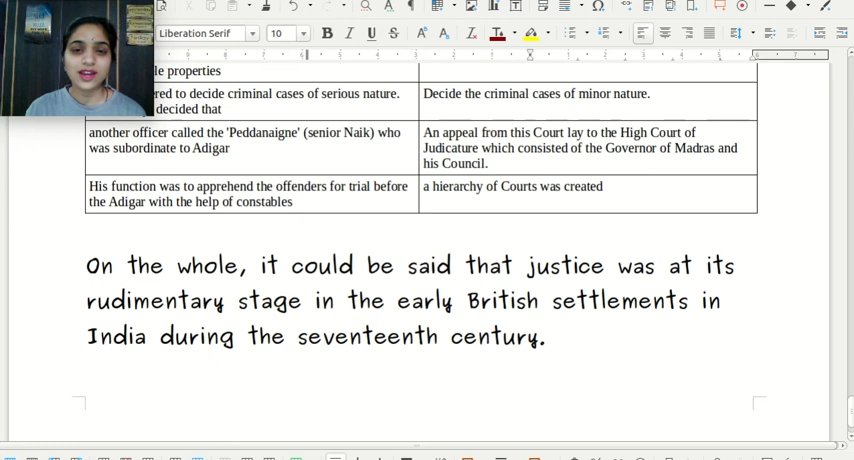 Liberation Serif
10
le properties
red to decide criminal cases of serious nature.
Decide the criminal cases of minor nature.
decided that
another officer called the 'Peddanaigne' (senior Naik) who
was subordinate to Adigar
An appeal from this Court lay to the High Court of
Judicature which consisted of the Governor of Madras and
his Council.
His function was to apprehend the offenders for trial before
the Adigar with the help of constables
a hierarchy of Courts was created
On the whole, it could be said that justice was at its
rudimentary stage in the early British settlements in
India during the seventeenth century.